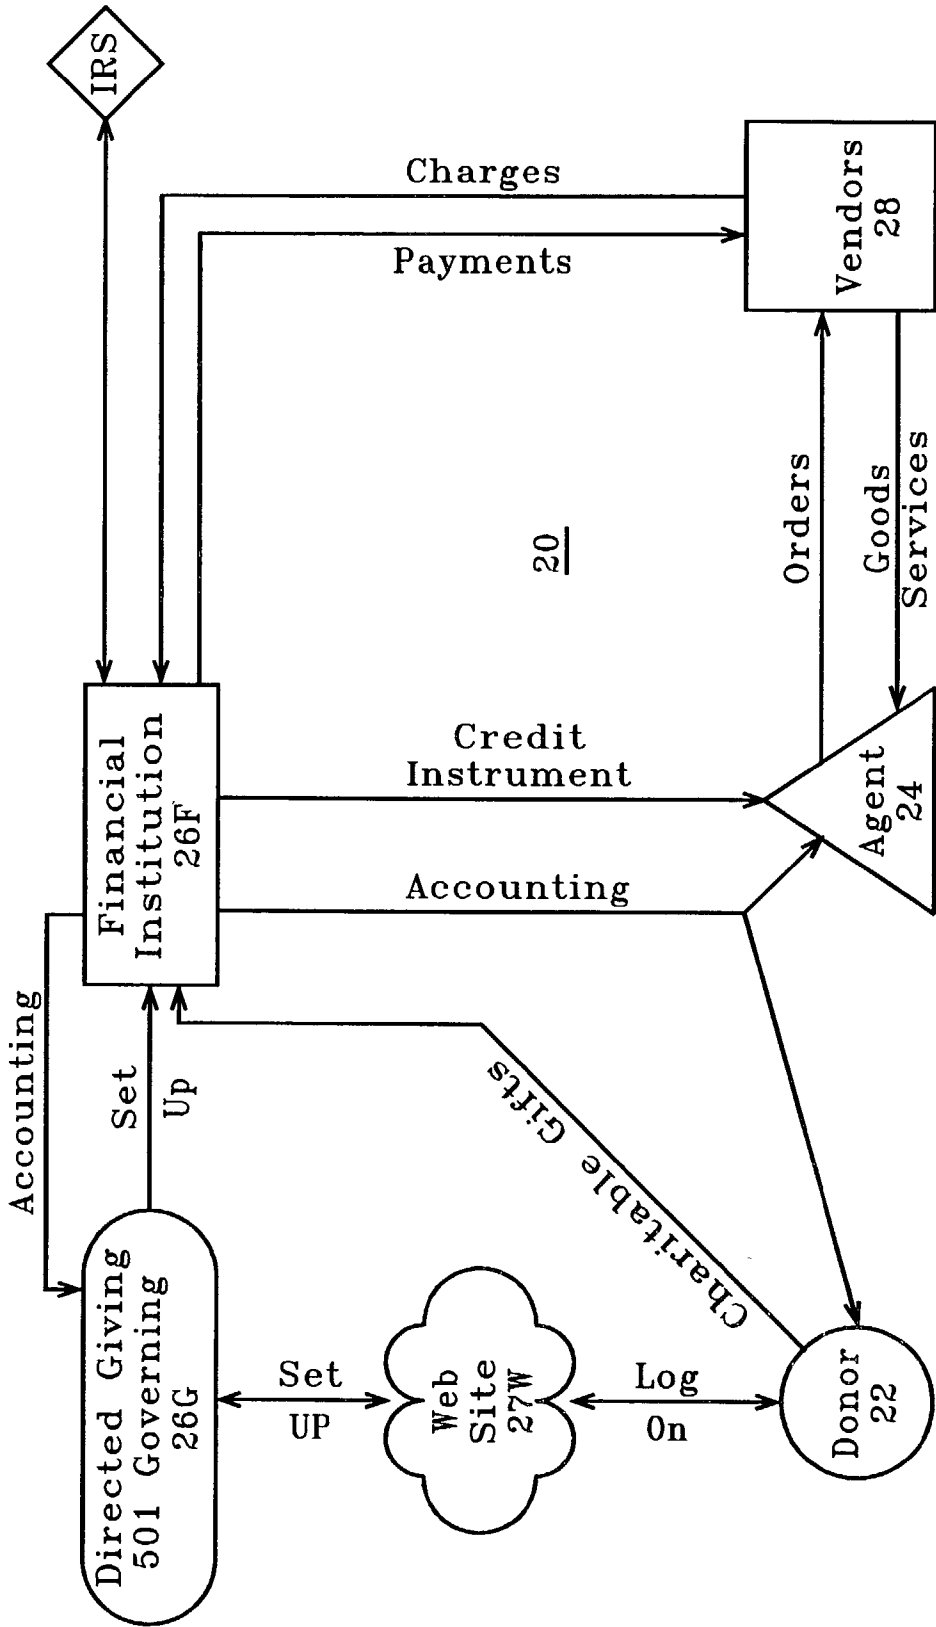 IRS
Charges
Payments
Vendors
28
Financial
Institution
26F
20
Orders
Goods
Services
Credit
Instrument
Accounting
Agent
24
Accounting
Set
Up
Charitable Gifts
Directed Giving
501 Governing
26G
Set
UP
Web
Site
27W
Log
On
Donor
22